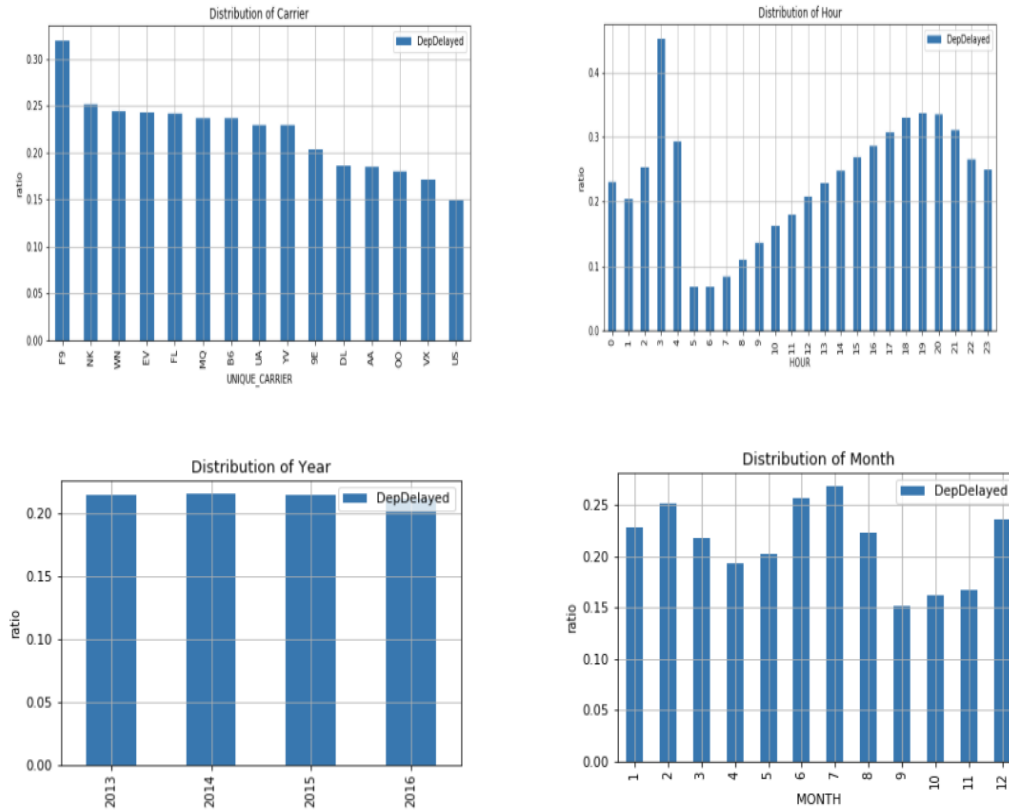 Distribution of Carrier
DepDelayed
0.30
0.25
0.20
0.15
0.10
0.05
0.00
ratio
F9 NK WN EV FL MQ B6 UA YV 9E DL AA OO VX US
UNIQUE_CARRIER
Distribution of Hour
DepDelayed
0.4
0.3
0.2
0.1
0.0
ratio
0 1 2 3 4 5 6 7 8 9 10 11 12 13 14 15 16 17 18 19 20 21 22 23
HOUR
Distribution of Year
DepDelayed
0.20
0.15
0.10
0.05
0.00
ratio
2013 2014 2015 2016
Distribution of Month
DepDelayed
0.25
0.20
0.15
0.10
0.05
0.00
ratio
1 2 3 4 5 6 7 8 9 10 11 12
MONTH